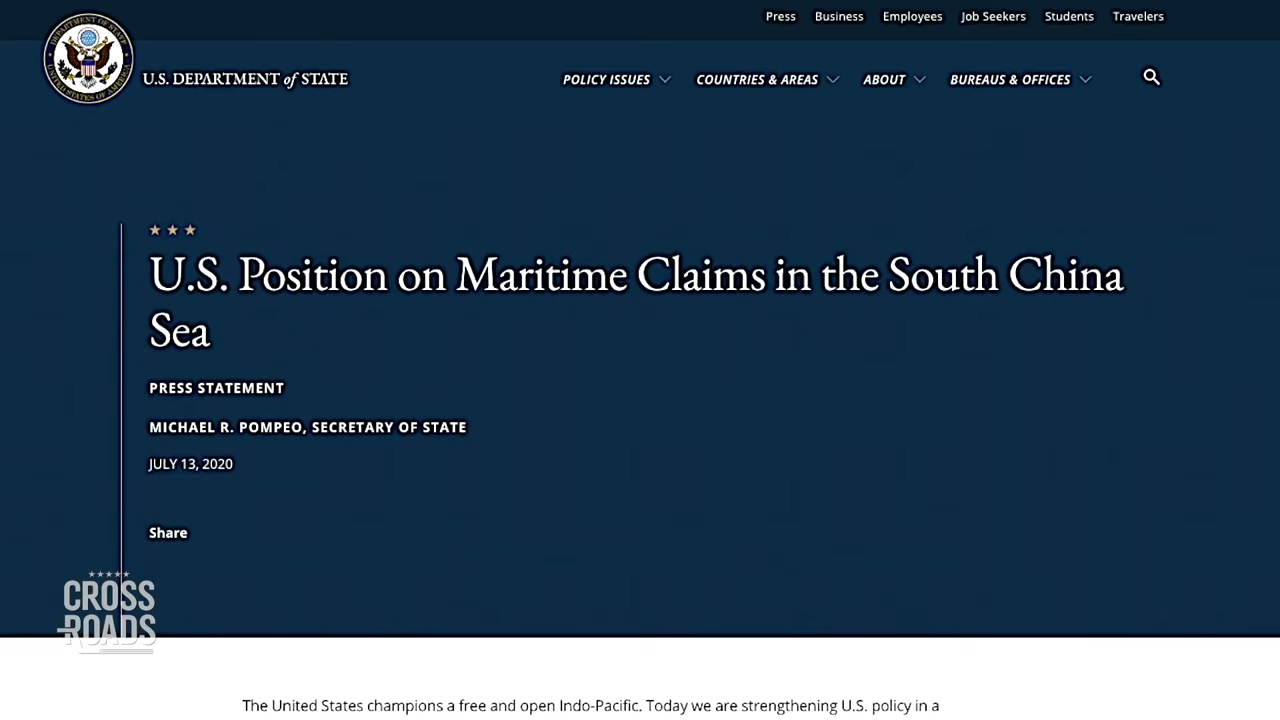 Press Business Employees Job Seekers Students Travelers
U.S. DEPARTMENT of STATE
POLICY ISSUES COUNTRIES & AREAS ABOUT BUREAUS & OFFICES
U.S. Position on Maritime Claims in the South China
Sea
PRESS STATEMENT
MICHAEL R. POMPEO, SECRETARY OF STATE
JULY 13, 2020
Share
CROSS
ROADS
The United States champions a free and open Indo-Pacific. Today we are strengthening U.S. policy in a